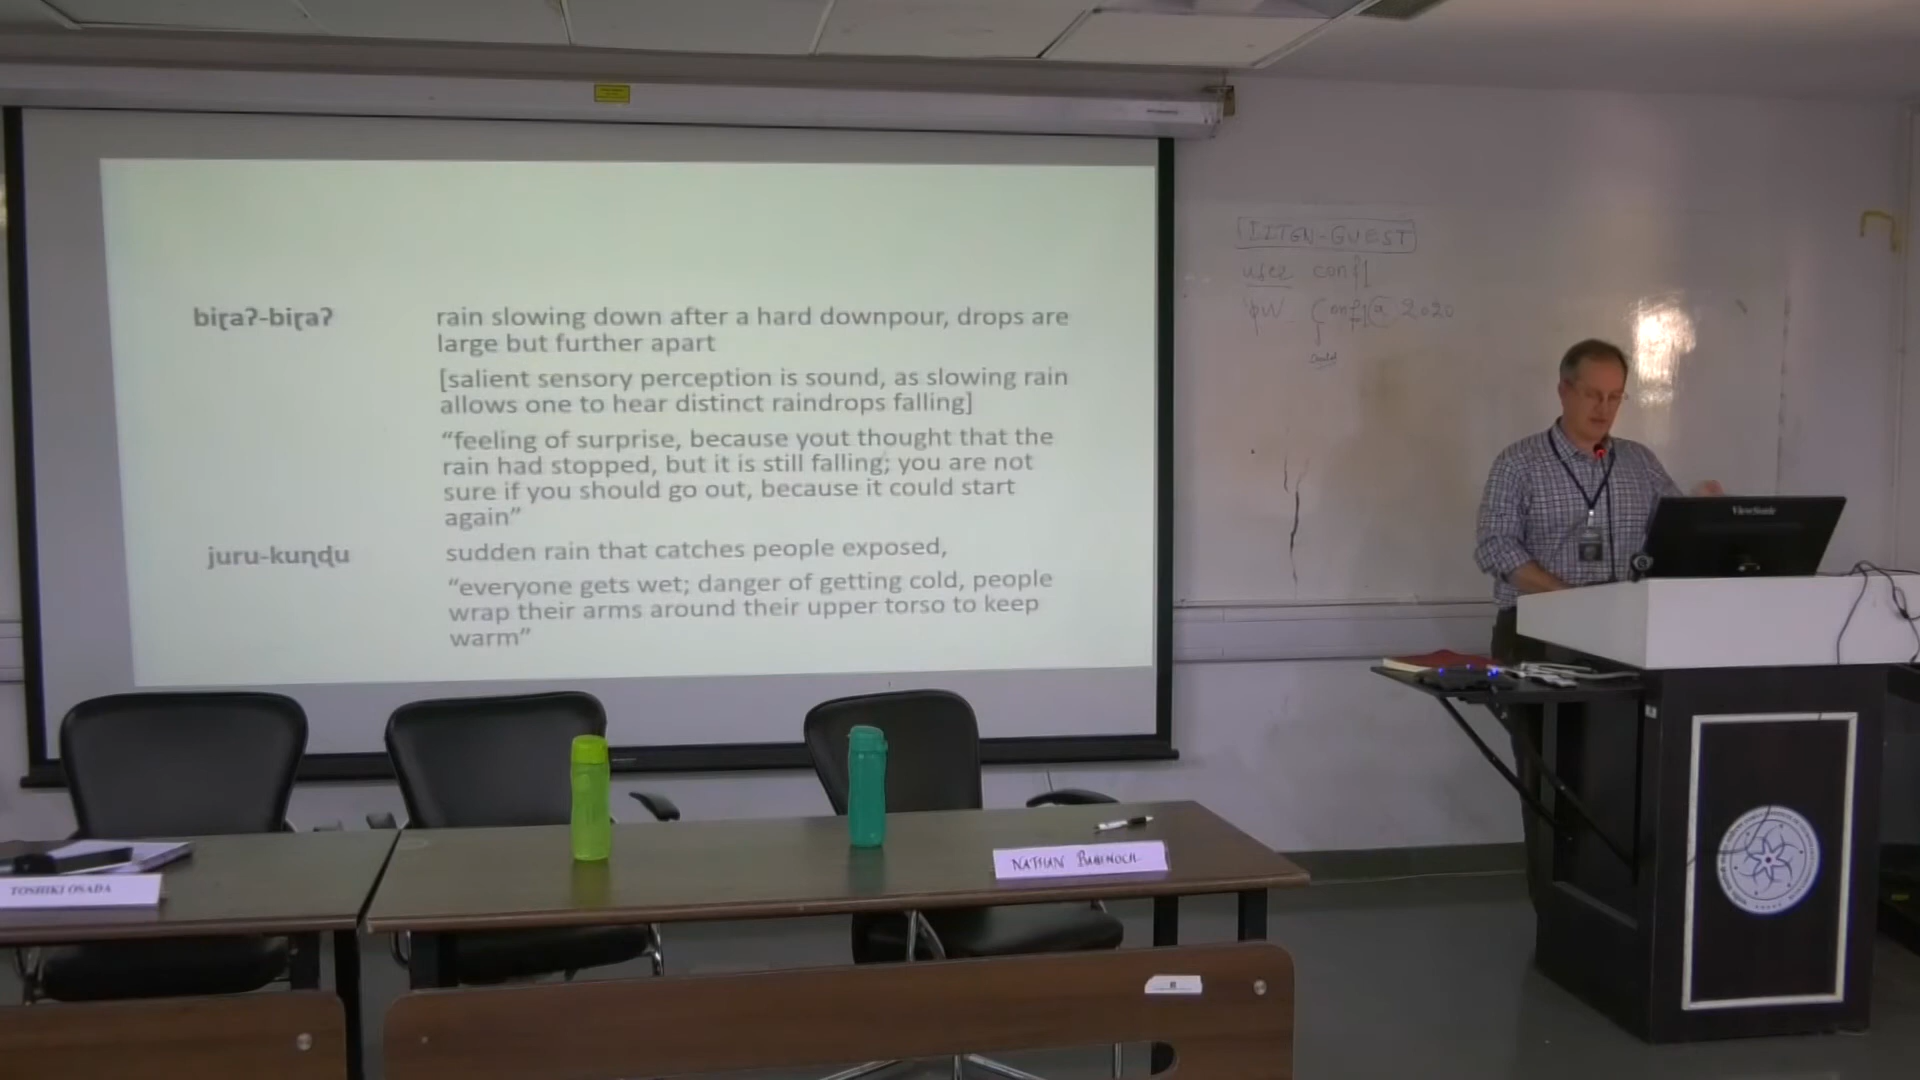 biɽaʔ-biɽaʔ
rain slowing down after a hard downpour, drops are
large but further apart
[salient sensory perception is sound, as slowing rain
allows one to hear distinct raindrops falling]
“feeling of surprise, because yout thought that the
rain had stopped, but it is still falling; you are not
sure if you should go out, because it could start
again”
juru-kuɳɖu
sudden rain that catches people exposed,
“everyone gets wet; danger of getting cold, people
wrap their arms around their upper torso to keep
warm”
IITGN-GUEST
user conf1
pw Conf1@2020
ViewSonic
TOSHIKI OSADA
NATHAN BADENOCH